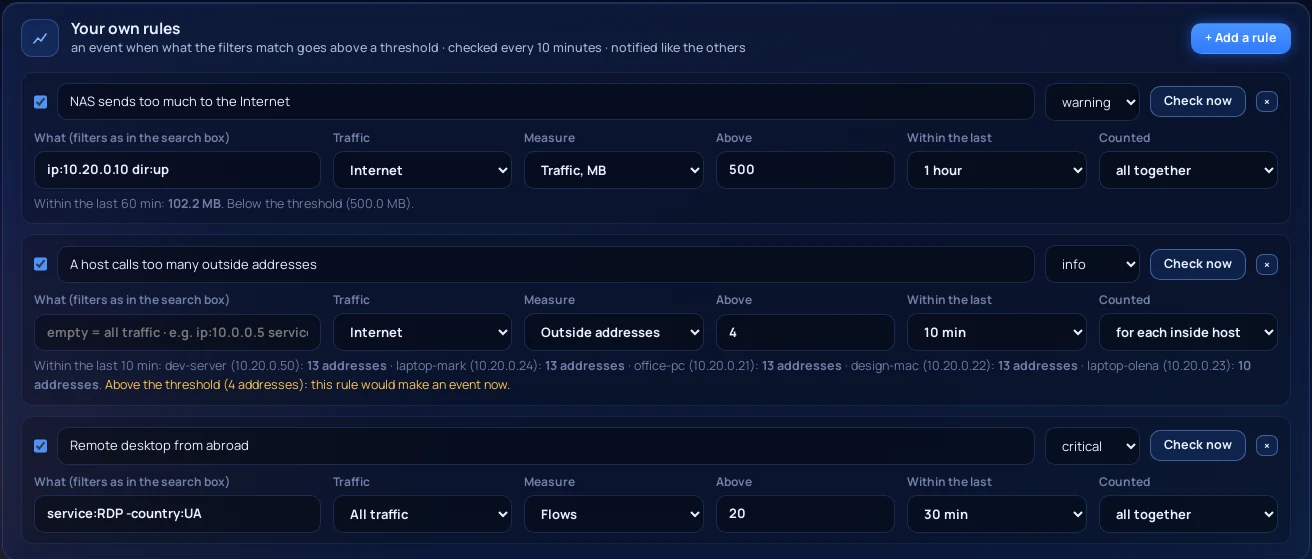 Your own rules
an event when what the filters match goes above a threshold · checked every 10 minutes · notified like the others
+ Add a rule
NAS sends too much to the Internet
warning
Check now
×
What (filters as in the search box)
Traffic
Measure
Above
Within the last
Counted
ip:10.20.0.10 dir:up
Internet
Traffic, MB
500
1 hour
all together
Within the last 60 min: 102.2 MB. Below the threshold (500.0 MB).
A host calls too many outside addresses
info
Check now
×
What (filters as in the search box)
Traffic
Measure
Above
Within the last
Counted
empty = all traffic · e.g. ip:10.0.0.5 servic
Internet
Outside addresses
4
10 min
for each inside host
Within the last 10 min: dev-server (10.20.0.50): 13 addresses · laptop-mark (10.20.0.24): 13 addresses · office-pc (10.20.0.21): 13 addresses · design-mac (10.20.0.22): 13 addresses · laptop-olena (10.20.0.23): 10
addresses. Above the threshold (4 addresses): this rule would make an event now.
Remote desktop from abroad
critical
Check now
×
What (filters as in the search box)
Traffic
Measure
Above
Within the last
Counted
service:RDP -country:UA
All traffic
Flows
20
30 min
all together